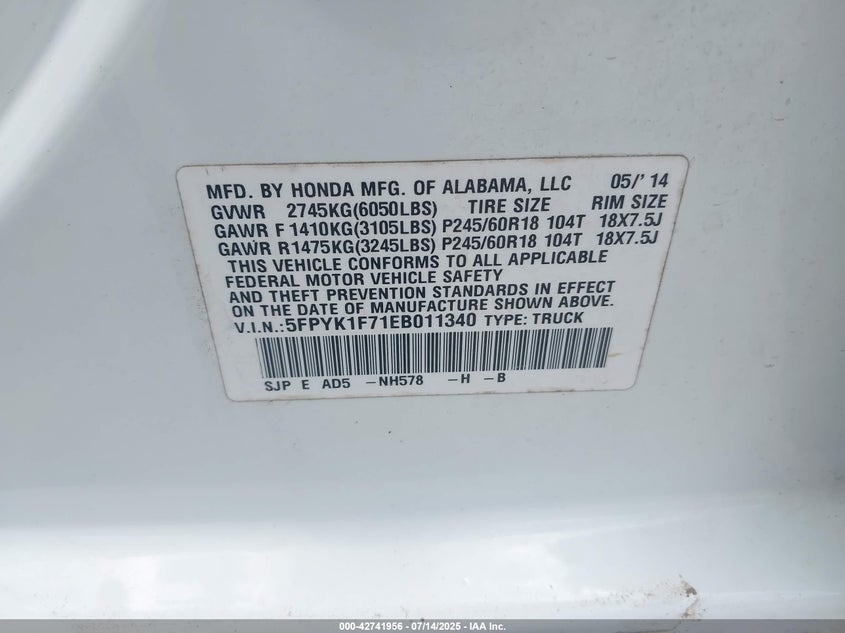 MFD. BY HONDA MFG. OF ALABAMA, LLC 05/'14
GVWR 2745KG(6050LBS) TIRE SIZE RIM SIZE
GAWR F 1410KG(3105LBS) P245/60R18 104T 18X7.5J
GAWR R 1475KG(3245LBS) P245/60R18 104T 18X7.5J
THIS VEHICLE CONFORMS TO ALL APPLICABLE
FEDERAL MOTOR VEHICLE SAFETY
AND THEFT PREVENTION STANDARDS IN EFFECT
ON THE DATE OF MANUFACTURE SHOWN ABOVE.
V.I.N.:5FPYK1F71EB011340 TYPE: TRUCK
SJP E AD5 -NH578 -H -B
000-42741956 - 07/14/2025 - IAA Inc.